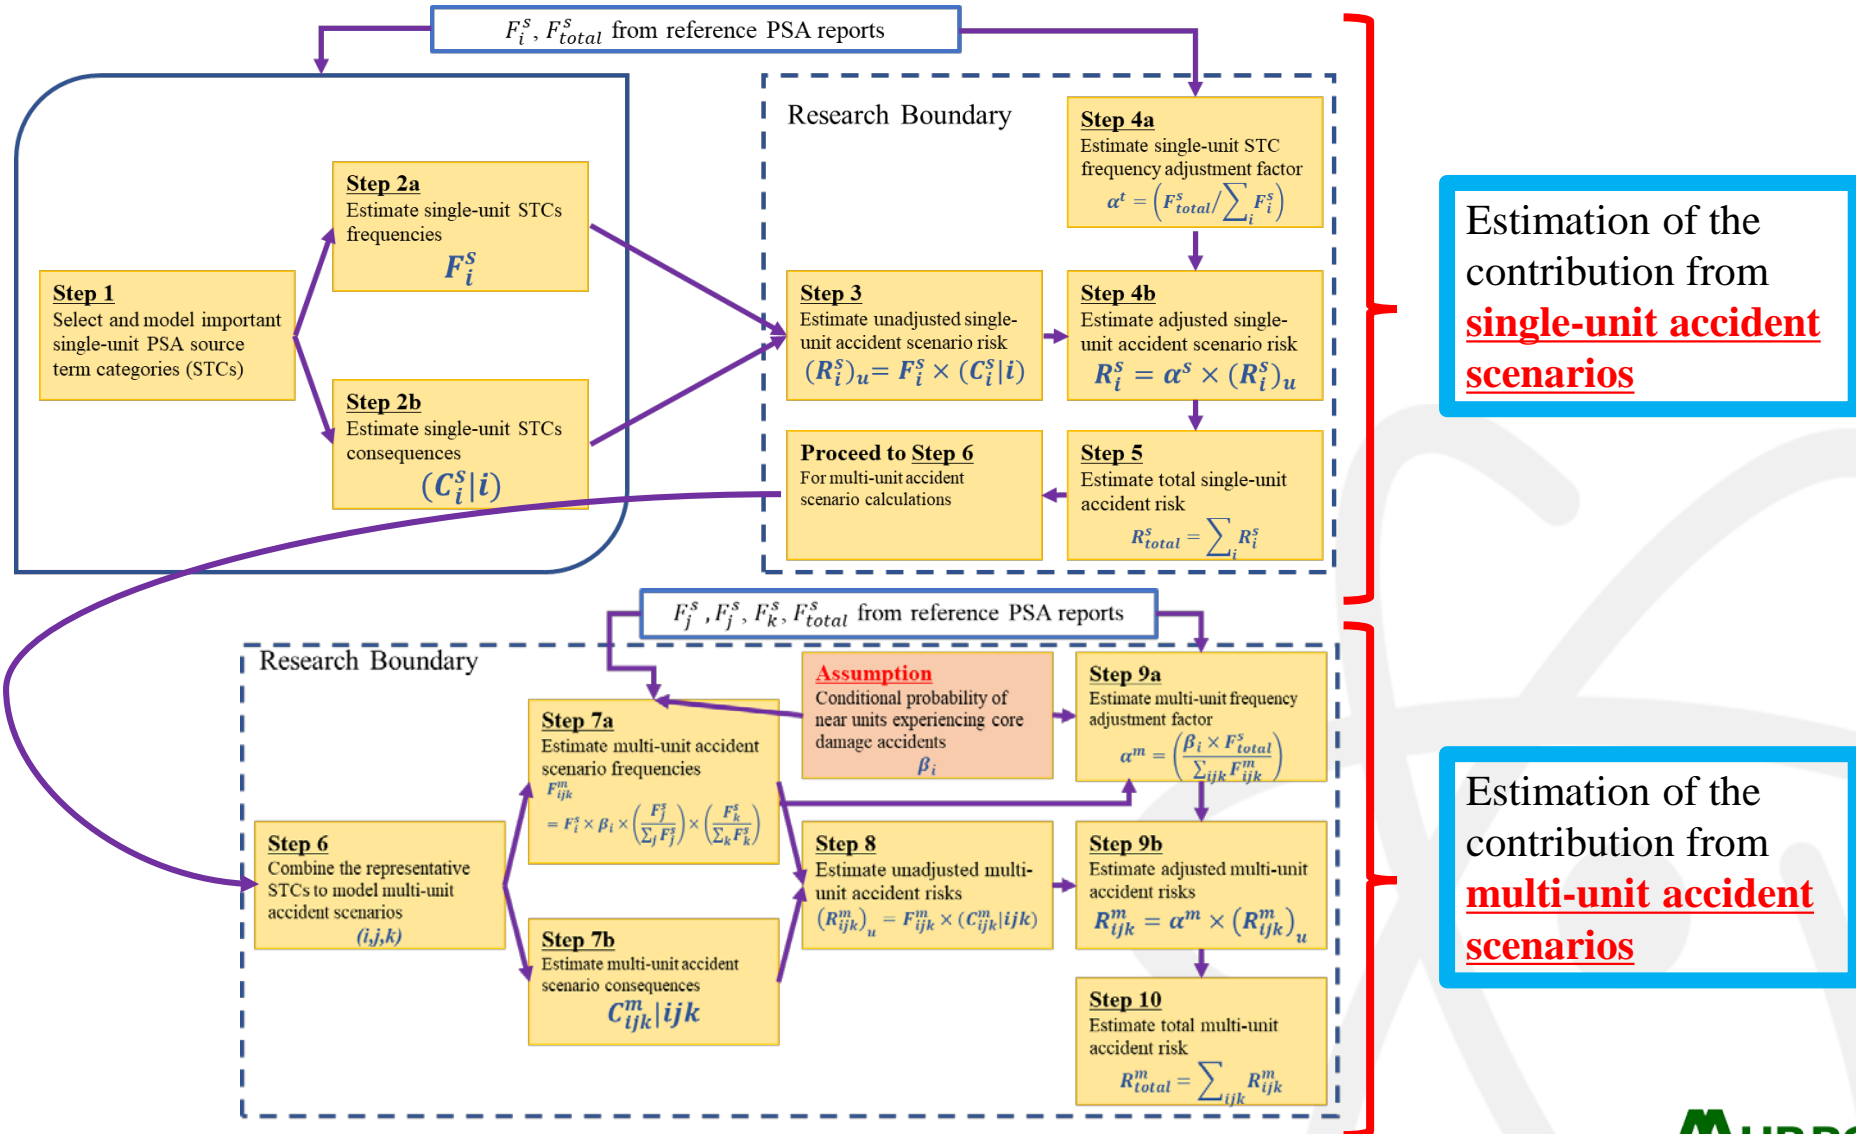 F_i^s, F_total^s from reference PSA reports
Research Boundary
Step 1
Select and model important
single-unit PSA source
term categories (STCs)
Step 2a
Estimate single-unit STCs
frequencies
F_i^s
Step 2b
Estimate single-unit STCs
consequences
(C_i^s|i)
Step 3
Estimate unadjusted single-
unit accident scenario risk
(R_i^s)_u = F_i^s × (C_i^s|i)
Step 4a
Estimate single-unit STC
frequency adjustment factor
α^t = (F_total^s/∑_i F_i^s)
Step 4b
Estimate adjusted single-
unit accident scenario risk
R_i^s = α^s × (R_i^s)_u
Proceed to Step 6
For multi-unit accident
scenario calculations
Step 5
Estimate total single-unit
accident risk
R_total^s = ∑_i R_i^s
Estimation of the
contribution from
single-unit accident
scenarios
F_j^s, F_j^s, F_k^s, F_total^s from reference PSA reports
Research Boundary
Step 6
Combine the representative
STCs to model multi-unit
accident scenarios
(i,j,k)
Step 7a
Estimate multi-unit accident
scenario frequencies
F_ijk^m
= F_i^s × β_i × (F_j^s/∑_j F_j^s) × (F_k^s/∑_k F_k^s)
Step 7b
Estimate multi-unit accident
scenario consequences
C_ijk^m|ijk
Assumption
Conditional probability of
near units experiencing core
damage accidents
β_i
Step 8
Estimate unadjusted multi-
unit accident risks
(R_ijk^m)_u = F_ijk^m × (C_ijk^m|ijk)
Step 9a
Estimate multi-unit frequency
adjustment factor
α^m = (β_i × F_total^s/∑_ijk F_ijk^m)
Step 9b
Estimate adjusted multi-unit
accident risks
R_ijk^m = α^m × (R_ijk^m)_u
Step 10
Estimate total multi-unit
accident risk
R_total^m = ∑_ijk R_ijk^m
Estimation of the
contribution from
multi-unit accident
scenarios